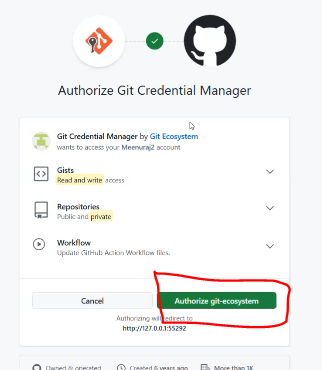 Authorize Git Credential Manager
Git Credential Manager by Git Ecosystem
wants to access your Meenuraj2 account
Gists
Read and write access
Repositories
Public and private
Workflow
Update GitHub Action Workflow files.
Cancel
Authorize git-ecosystem
Authorizing will redirect to
http://127.0.0.1:55292
Owned & operated
Created 6 years ago
More than 1K